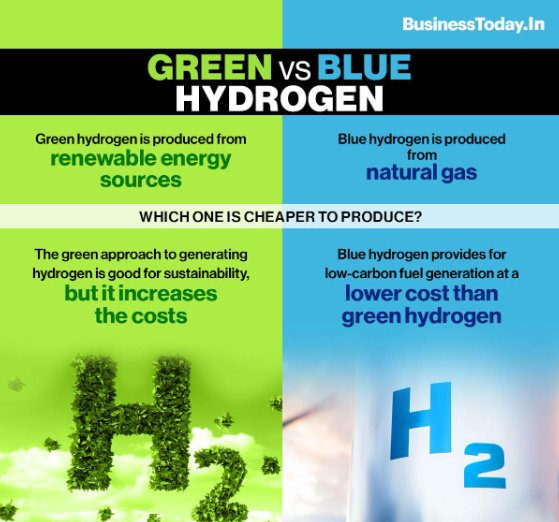 BusinessToday.In
GREEN VS BLUE
HYDROGEN
Green hydrogen is produced from
renewable energy
sources
Blue hydrogen is produced
from
natural gas
WHICH ONE IS CHEAPER TO PRODUCE?
The green approach to generating
hydrogen is good for sustainability,
but it increases
the costs
Blue hydrogen provides for
low-carbon fuel generation at a
lower cost than
green hydrogen
H2
H2